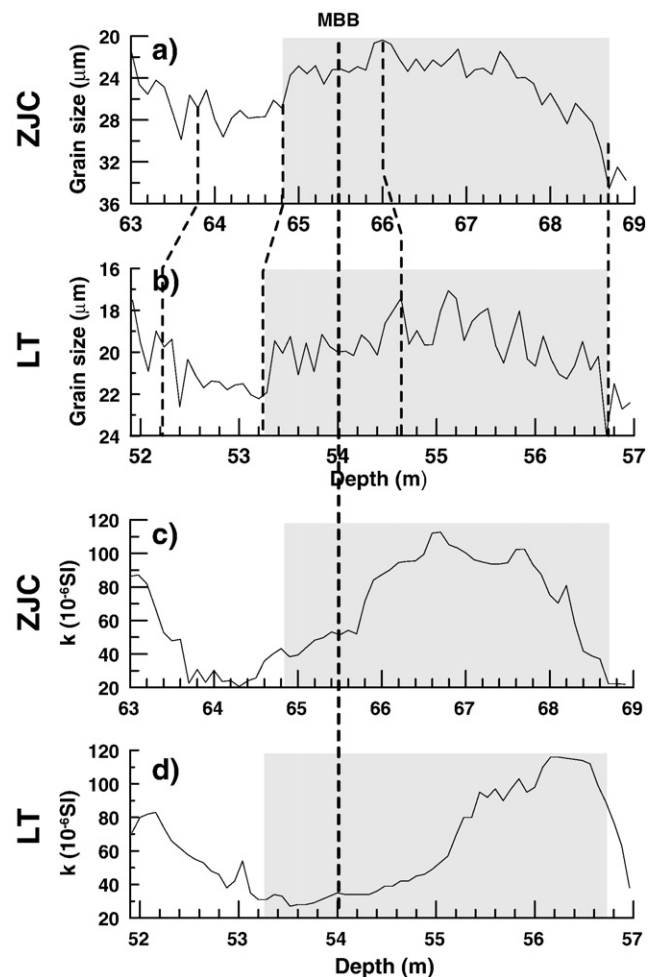 MBB
a)
ZJC
Grain size (μm)
20
24
28
32
36
63 64 65 66 67 68 69
b)
LT
Grain size (μm)
16
18
20
22
24
52 53 54 55 56 57
Depth (m)
c)
ZJC
k (10-6SI)
120
100
80
60
40
20
63 64 65 66 67 68 69
d)
LT
k (10-6SI)
120
100
80
60
40
20
52 53 54 55 56 57
Depth (m)